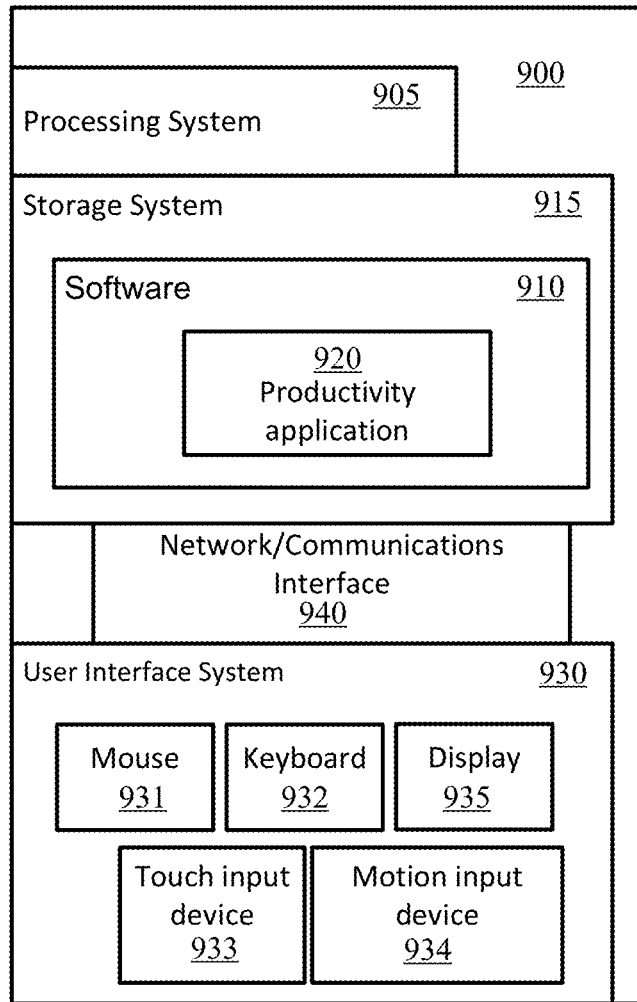 900
905
Processing System
Storage System 915
Software 910
920
Productivity
application
Network/Communications
Interface
940
User Interface System 930
Mouse
931
Keyboard
932
Display
935
Touch input
device
933
Motion input
device
934